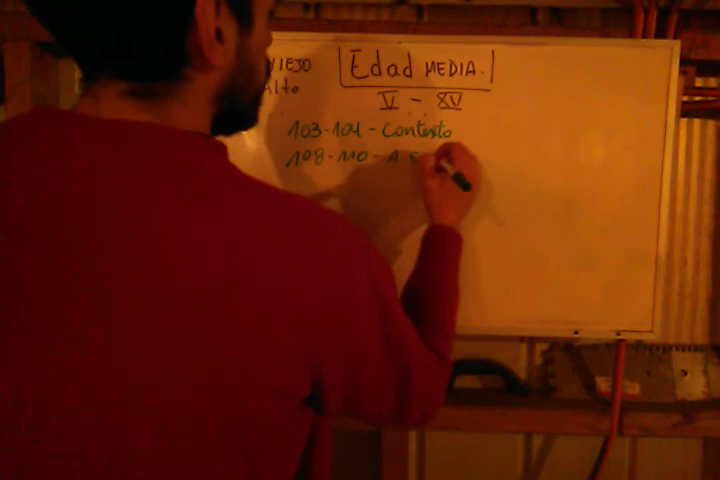 VIEJO
Alto
Edad MEDIA.
V - XV
103-104 - Contexto
108-110 - A